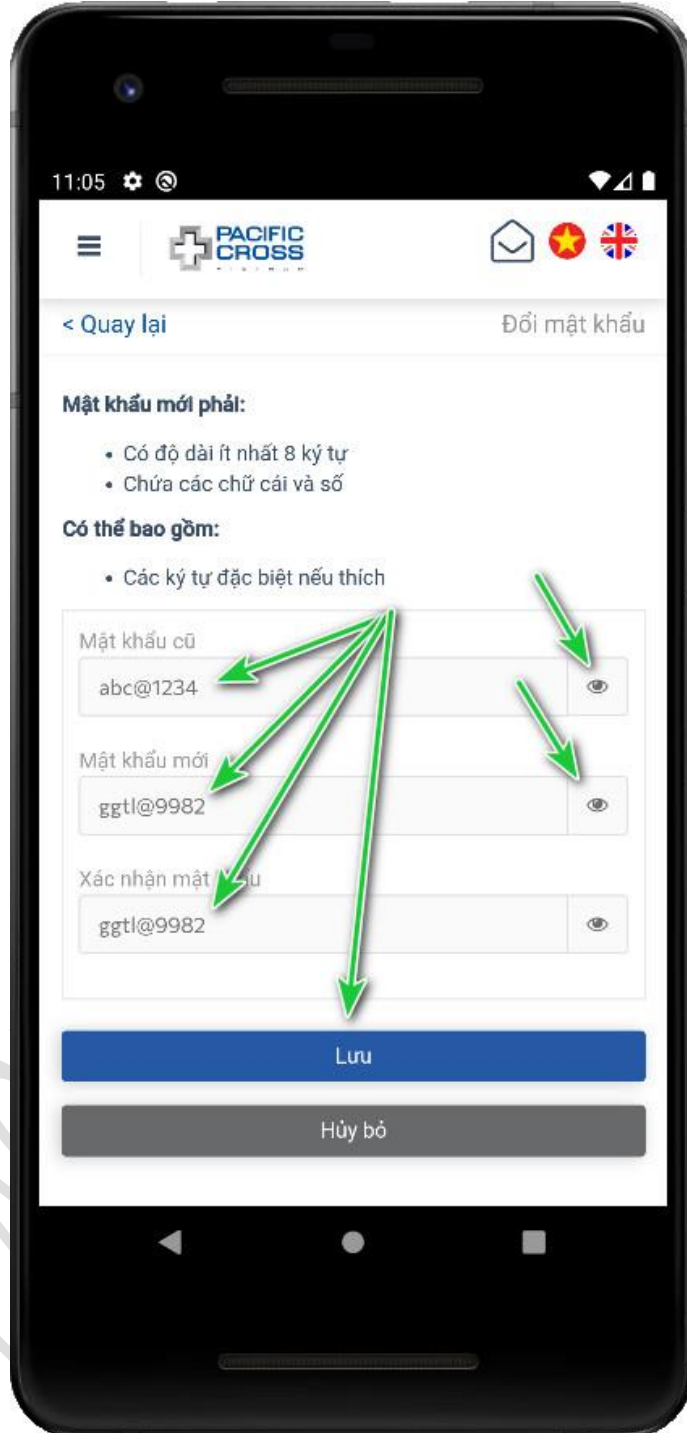 11:05
PACIFIC
CROSS
< Quay lại
Đổi mật khẩu
Mật khẩu mới phải:
Có độ dài ít nhất 8 ký tự
Chứa các chữ cái và số
Có thể bao gồm:
Các ký tự đặc biệt nếu thích
Mật khẩu cũ
abc@1234
Mật khẩu mới
ggtl@9982
Xác nhận mật
ggtl@9982
Lưu
Hủy bỏ